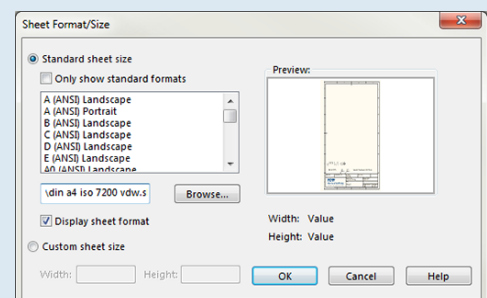 Sheet Format/Size
Standard sheet size
Only show standard formats
A (ANSI) Landscape
A (ANSI) Portrait
B (ANSI) Landscape
C (ANSI) Landscape
D (ANSI) Landscape
E (ANSI) Landscape
A0 (ANSI) Landscape
\din a4 iso 7200 vdw.s
Browse...
Display sheet format
Custom sheet size
Width:
Height:
Preview:
Width: Value
Height: Value
OK
Cancel
Help